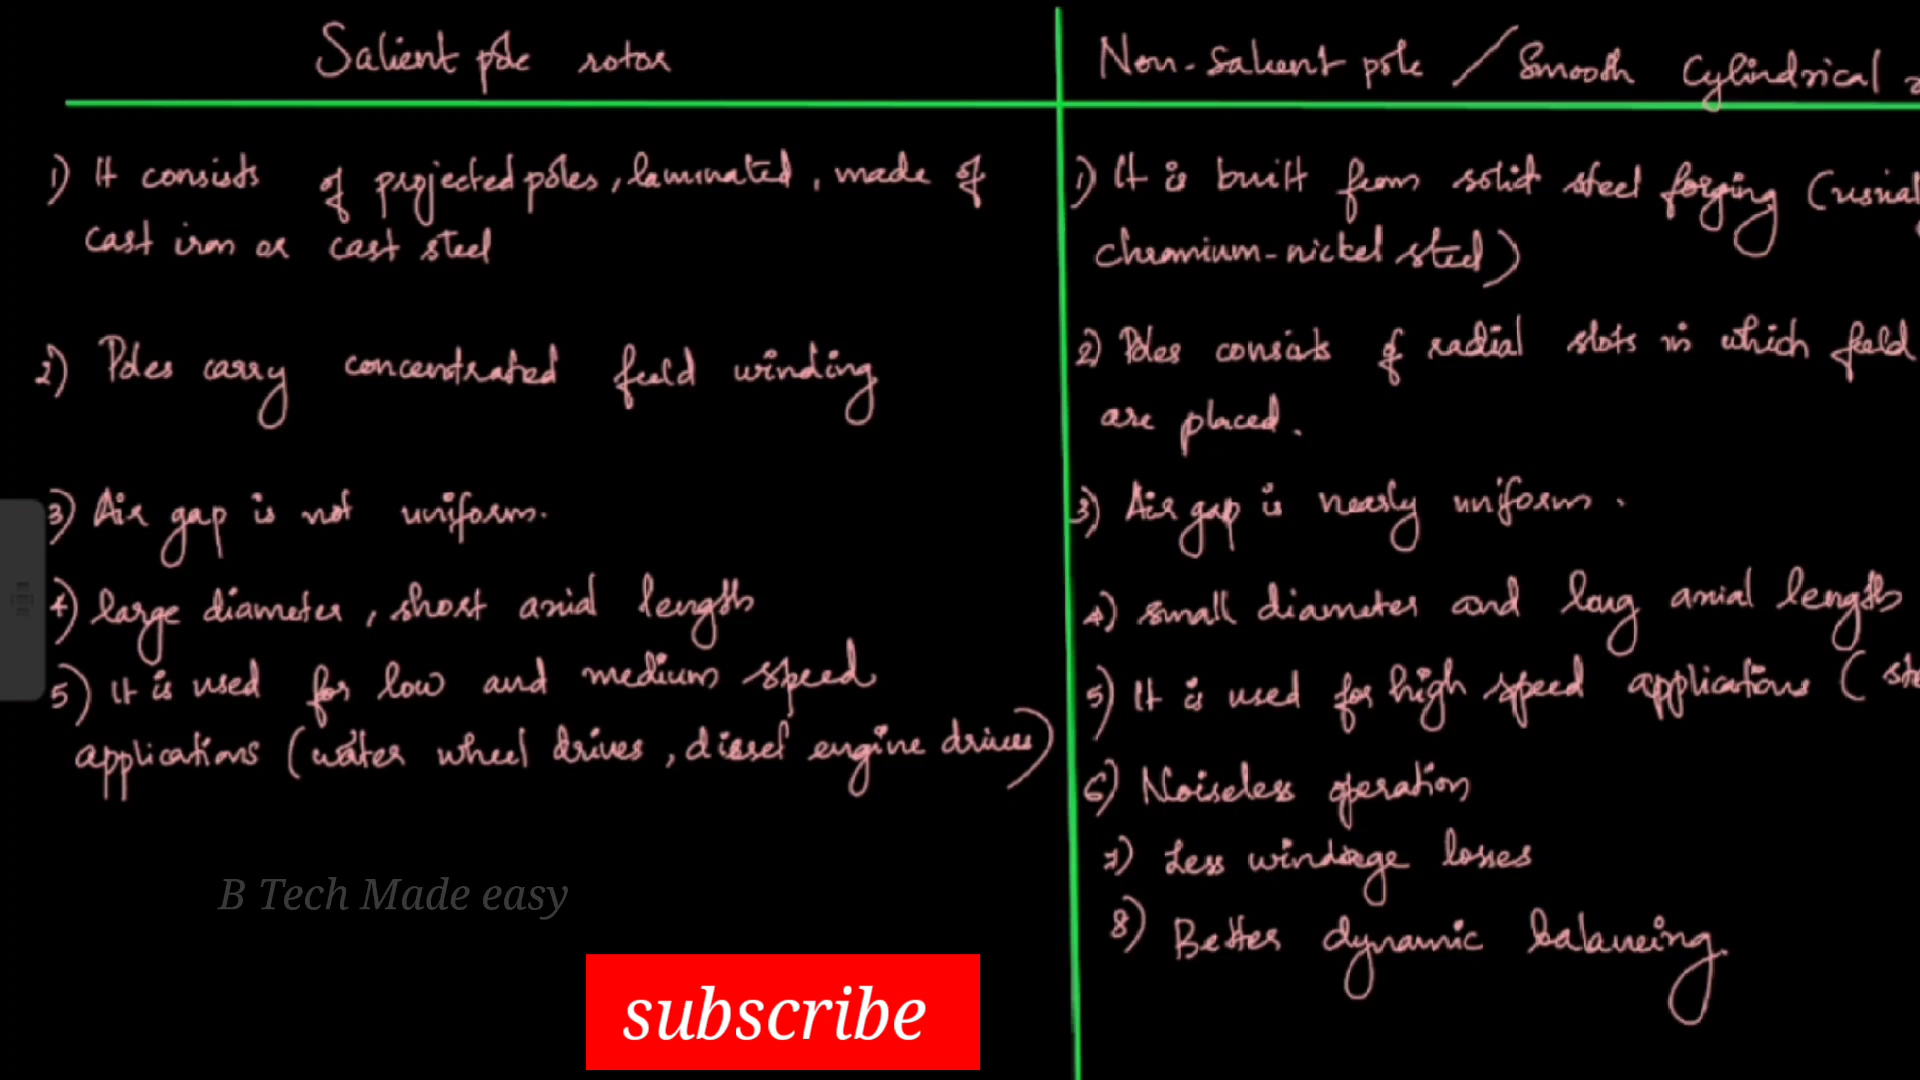 Salient pole rotor
1) It consists of projected poles, laminated, made of
cast iron or cast steel
2) Poles carry concentrated field winding
3) Air gap is not uniform.
4) large diameter, short axial length
5) It is used for low and medium speed
applications (water wheel drives, diesel engine drives)
Non-Salient pole / Smooth Cylindrical
1) It is built from solid steel forging (
chromium-nickel steel)
2) Poles consists of radial slots in which field
are placed.
3) Air gap is nearly uniform.
4) small diameter and long axial length
5) It is used for high speed applications (
6) Noiseless operation
7) Less windage losses
8) Better dynamic balancing
B Tech Made easy
subscribe